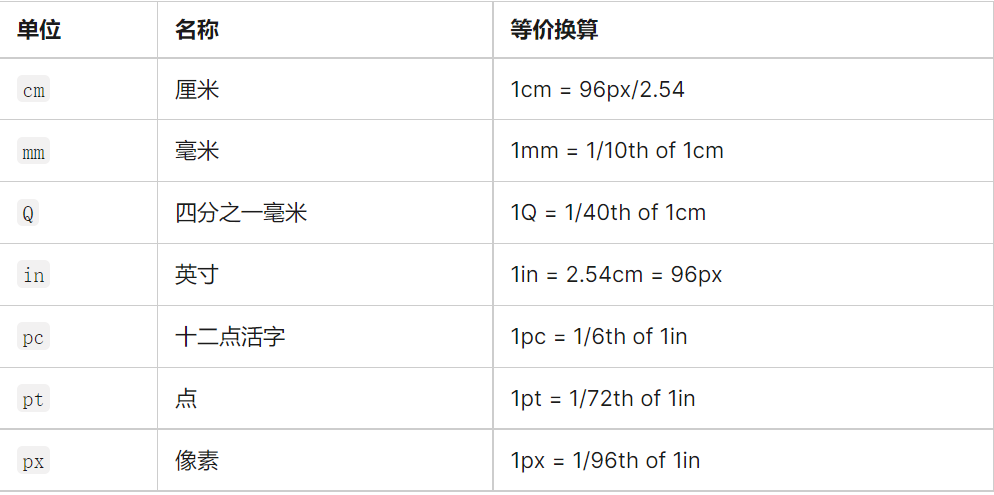 单位 名称 等价换算
cm 厘米 1cm = 96px/2.54
mm 毫米 1mm = 1/10th of 1cm
Q 四分之一毫米 1Q = 1/40th of 1cm
in 英寸 1in = 2.54cm = 96px
pc 十二点活字 1pc = 1/6th of 1in
pt 点 1pt = 1/72th of 1in
px 像素 1px = 1/96th of 1in